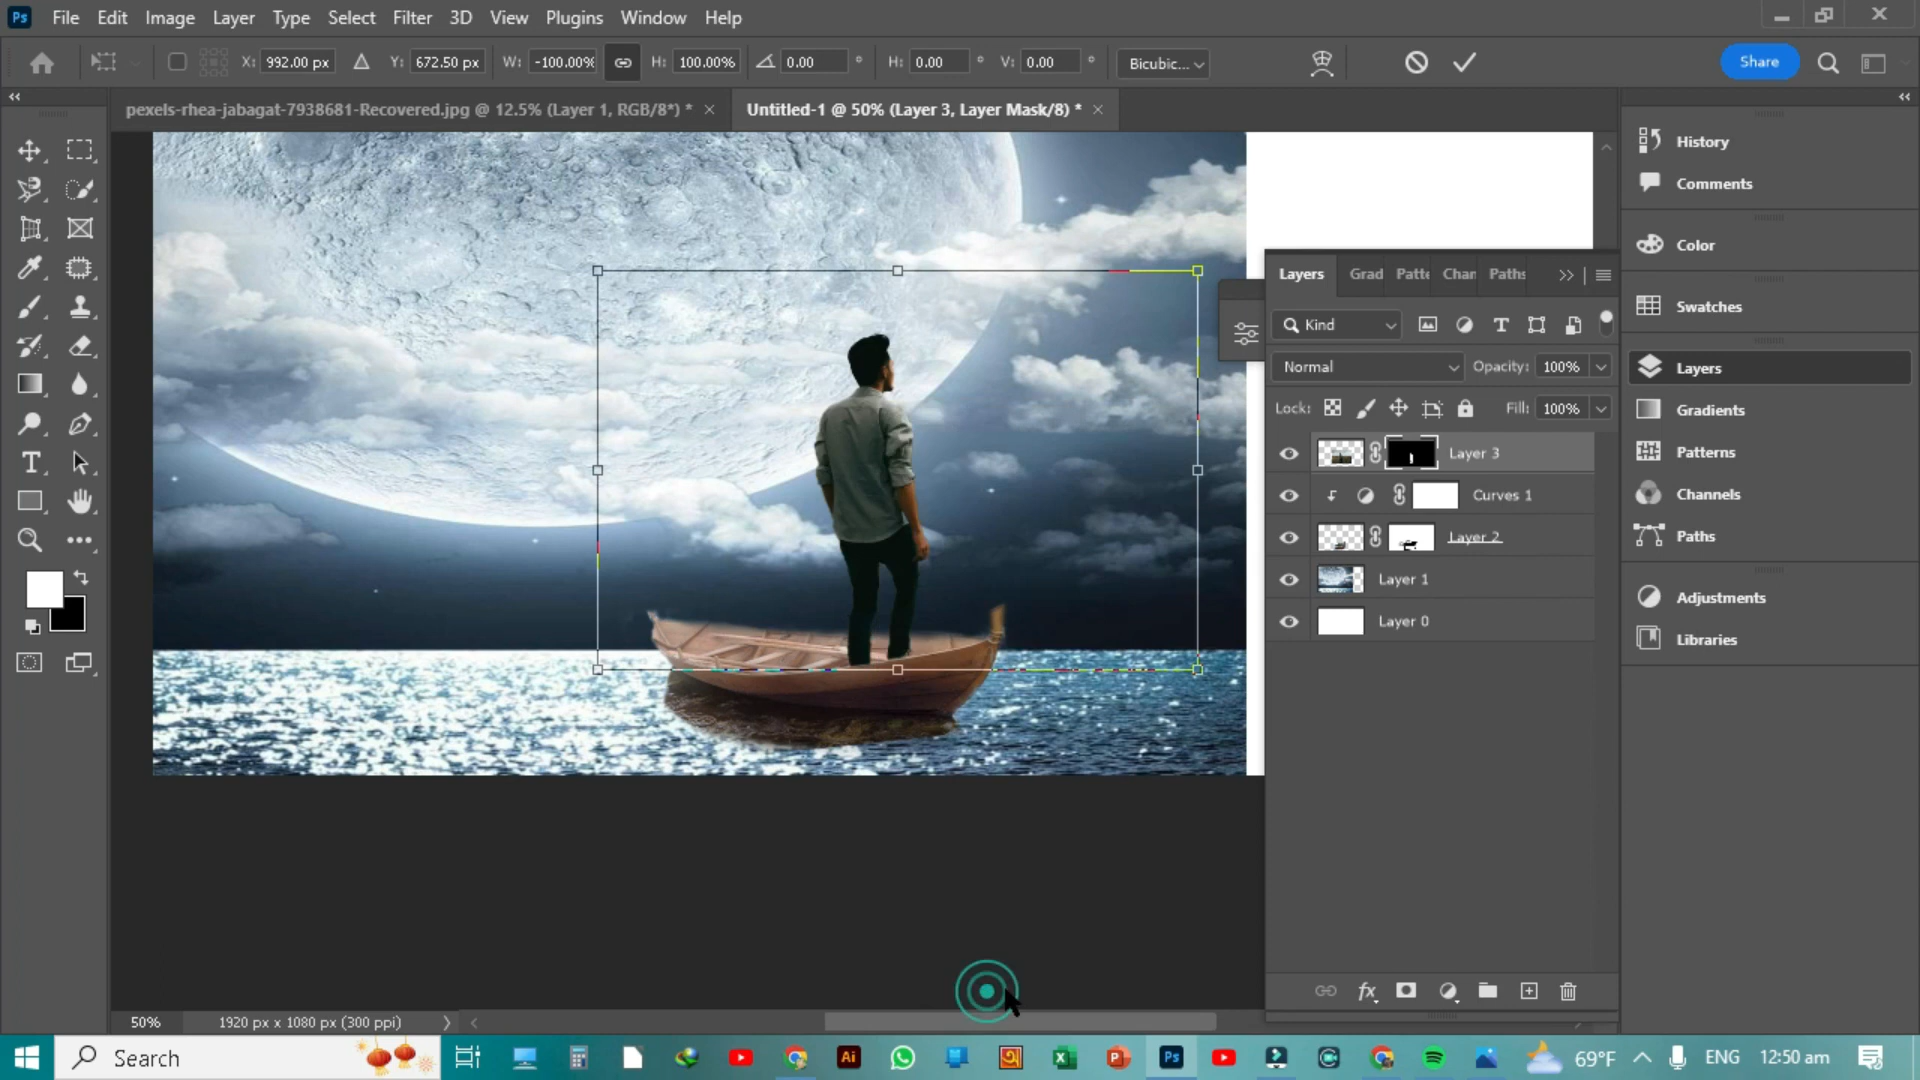 Ps File Edit Image Layer Type Select Filter 3D View Plugins Window Help
X: 992.00 px Y: 672.50 px W: -100.00% H: 100.00% 0.00 ° H: 0.00 ° V: 0.00 ° Bicubic... Share
pexels-rhea-jabagat-7938681-Recovered.jpg @ 12.5% (Layer 1, RGB/8*) * × Untitled-1 @ 50% (Layer 3, Layer Mask/8) * ×
History
Comments
Color
Swatches
Layers
Gradients
Patterns
Channels
Paths
Adjustments
Libraries
Layers Grad Patte Chan Paths
Kind
Normal Opacity: 100%
Lock: Fill: 100%
Layer 3
Curves 1
Layer 2
Layer 1
Layer 0
fx
50% 1920 px x 1080 px (300 ppi)
Search Ai Ps 69°F ENG 12:50 am